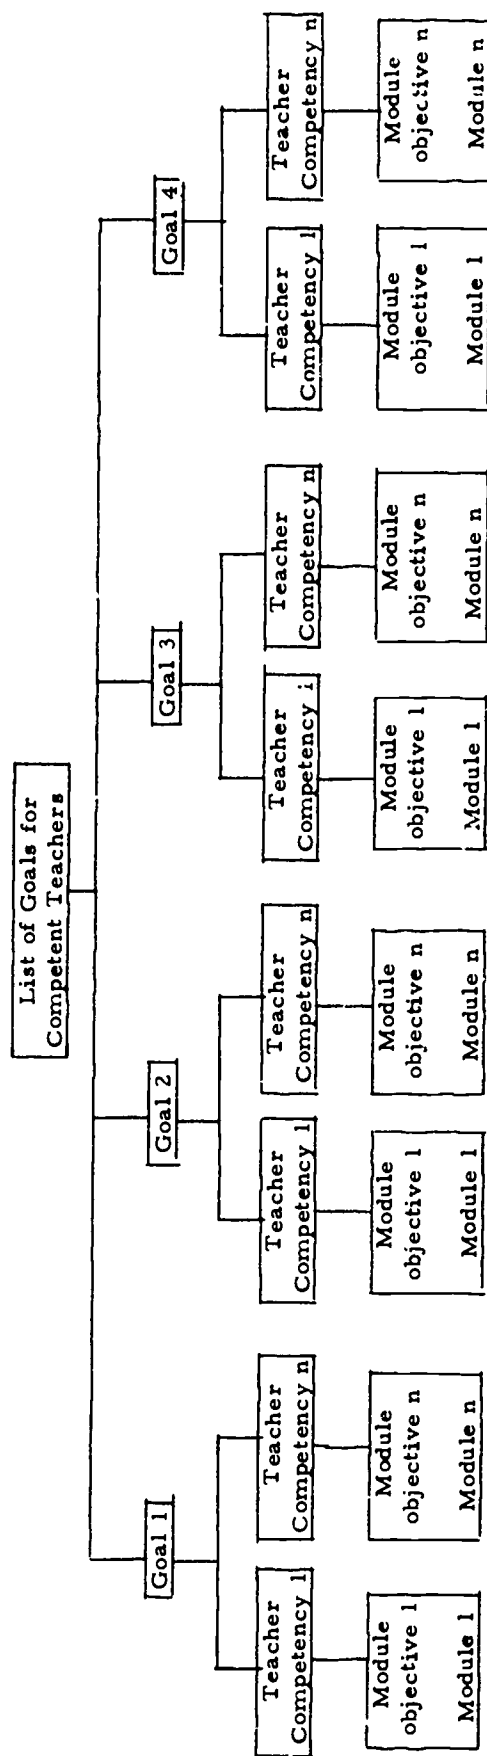 List of Goals for
Competent Teachers
Goal 1
Goal 2
Goal 3
Goal 4
Teacher
Competency 1
Teacher
Competency n
Teacher
Competency 1
Teacher
Competency n
Teacher
Competency i
Teacher
Competency n
Teacher
Competency 1
Teacher
Competency n
Module
objective 1
Module 1
Module
objective n
Module n
Module
objective 1
Module 1
Module
objective n
Module n
Module
objective 1
Module 1
Module
objective n
Module n
Module
objective 1
Module 1
Module
objective n
Module n